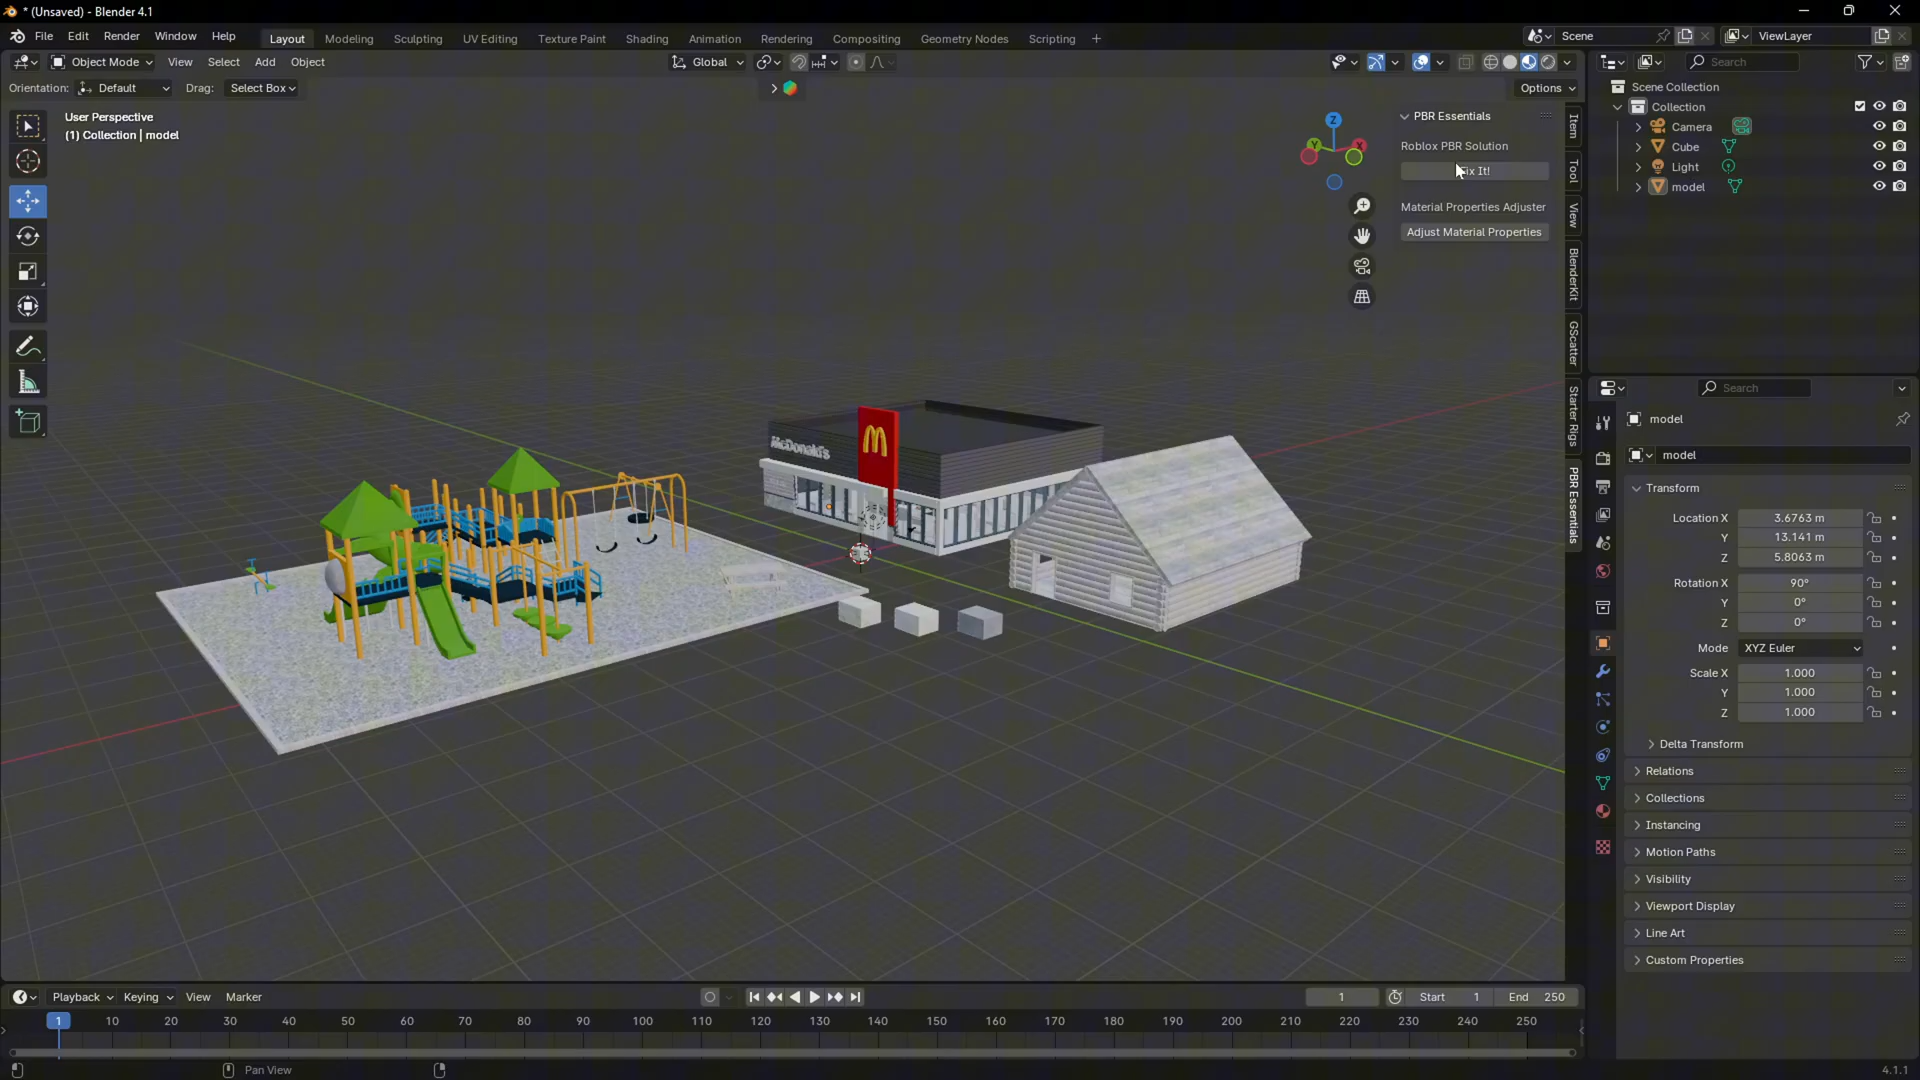 * (Unsaved) - Blender 4.1
File Edit Render Window Help
Layout Modeling Sculpting UV Editing Texture Paint Shading Animation Rendering Compositing Geometry Nodes Scripting +
Scene
ViewLayer
Object Mode View Select Add Object
Global
Search
Orientation: Default Drag: Select Box
Options
User Perspective
(1) Collection | model
Z
Y
X
PBR Essentials
Roblox PBR Solution
Fix It!
Material Properties Adjuster
Adjust Material Properties
Item
Tool
View
BlenderKit
GScatter
Starter Rigs
PBR Essentials
McDonald's
Scene Collection
Collection
Camera
Cube
Light
model
Search
model
model
Transform
Location X 3.6763 m
Y 13.141 m
Z 5.8063 m
Rotation X 90°
Y 0°
Z 0°
Mode XYZ Euler
Scale X 1.000
Y 1.000
Z 1.000
Delta Transform
Relations
Collections
Instancing
Motion Paths
Visibility
Viewport Display
Line Art
Custom Properties
Playback Keying View Marker
1 Start 1 End 250
1 10 20 30 40 50 60 70 80 90 100 110 120 130 140 150 160 170 180 190 200 210 220 230 240 250
Pan View
4.1.1